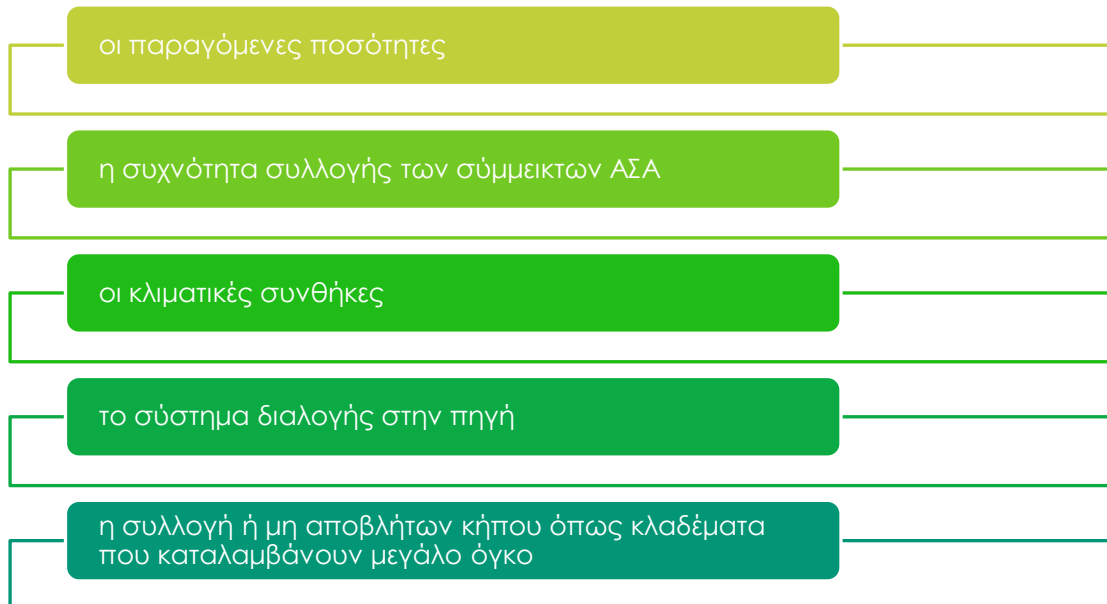 οι παραγόμενες ποσότητες
η συχνότητα συλλογής των σύμμεικτων ΑΣΑ
οι κλιματικές συνθήκες
το σύστημα διαλογής στην πηγή
η συλλογή ή μη αποβλήτων κήπου όπως κλαδέματα
που καταλαμβάνουν μεγάλο όγκο